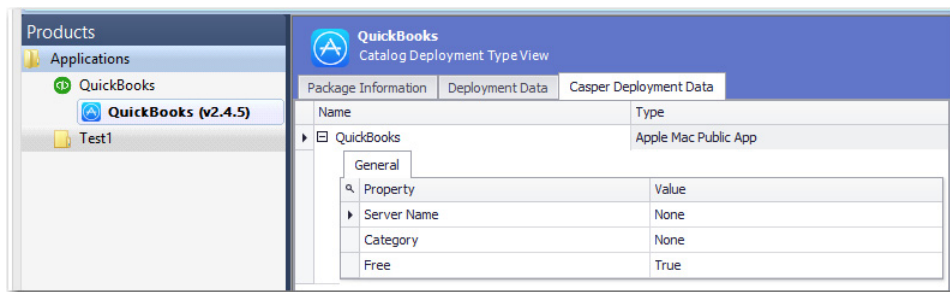 Products
Applications
QuickBooks
QuickBooks (v2.4.5)
Test1
QuickBooks
Catalog Deployment Type View
Package Information Deployment Data Casper Deployment Data
Name Type
QuickBooks Apple Mac Public App
General
Property Value
Server Name None
Category None
Free True